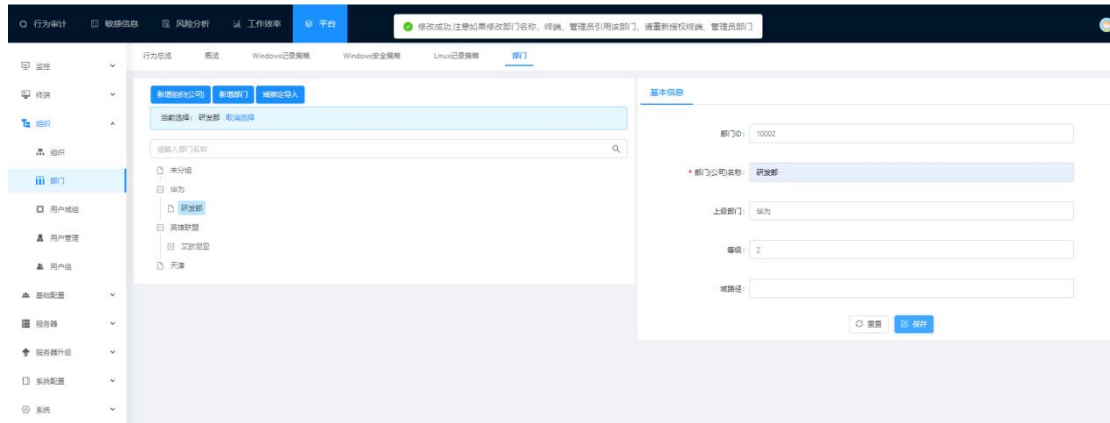 行为审计 敏感信息 风险分析 工作效率 平台 修改成功,注意如果修改部门名称,终端、管理员引用该部门,请重新授权终端、管理员部门
监控
终端
组织
组织
部门
用户域组
用户管理
用户组
基础配置
服务器
服务器升级
系统配置
系统
行为总览 概览 Windows记录策略 Windows安全策略 Linux记录策略 部门
新增组织(公司) 新增部门 域绑定导入
当前选择: 研发部 取消选择
请输入部门名称
未分组
华为
研发部
英雄联盟
艾欧尼亚
天津
基本信息
部门ID: 10002
* 部门(公司)名称: 研发部
上级部门: 华为
等级: 2
域路径:
重置 保存